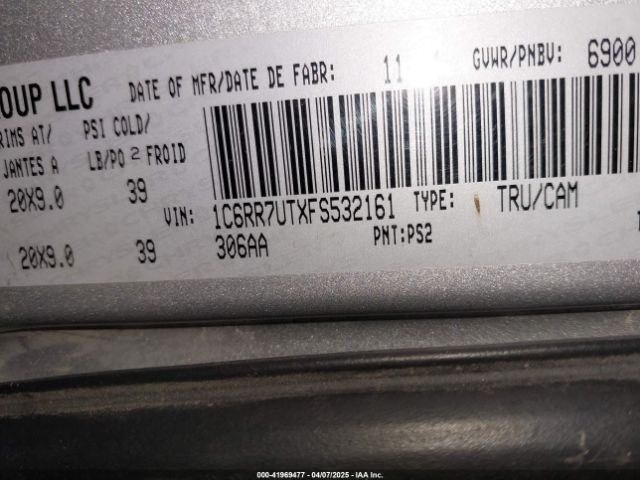 ROUP LLC DATE OF MFR/DATE DE FABR: 11 GVWR/PNBV: 6900
RIMS AT/ PSI COLD/
JANTES A LB/PO 2 FROID
20X9.0 39
VIN: 1C6RR7UTXFS532161 TYPE: TRU/CAM
20X9.0 39 306AA PNT:PS2
000-41969477 - 04/07/2025 - IAAI, Inc.